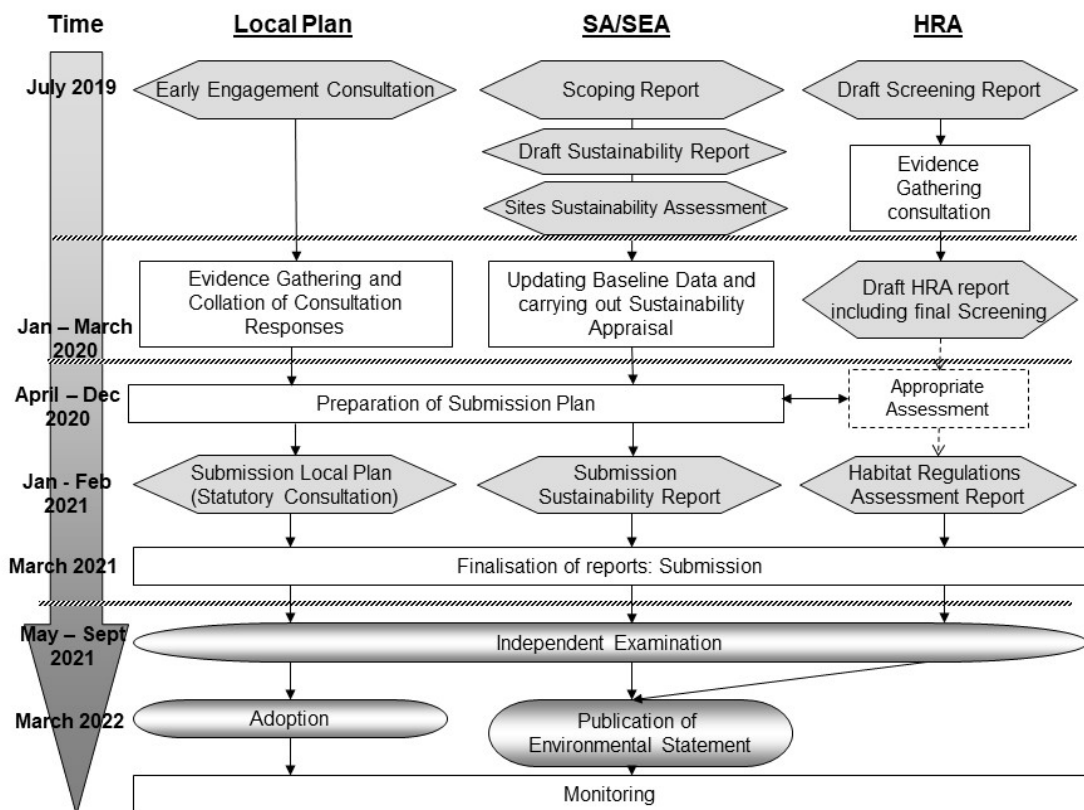 Time
Local Plan
SA/SEA
HRA
July 2019
Early Engagement Consultation
Scoping Report
Draft Screening Report
Draft Sustainability Report
Evidence
Gathering
consultation
Sites Sustainability Assessment
Jan – March
2020
Evidence Gathering and
Collation of Consultation
Responses
Updating Baseline Data and
carrying out Sustainability
Appraisal
Draft HRA report
including final Screening
April – Dec
2020
Preparation of Submission Plan
Appropriate
Assessment
Jan - Feb
2021
Submission Local Plan
(Statutory Consultation)
Submission
Sustainability Report
Habitat Regulations
Assessment Report
March 2021
Finalisation of reports: Submission
May – Sept
2021
Independent Examination
March 2022
Adoption
Publication of
Environmental Statement
Monitoring